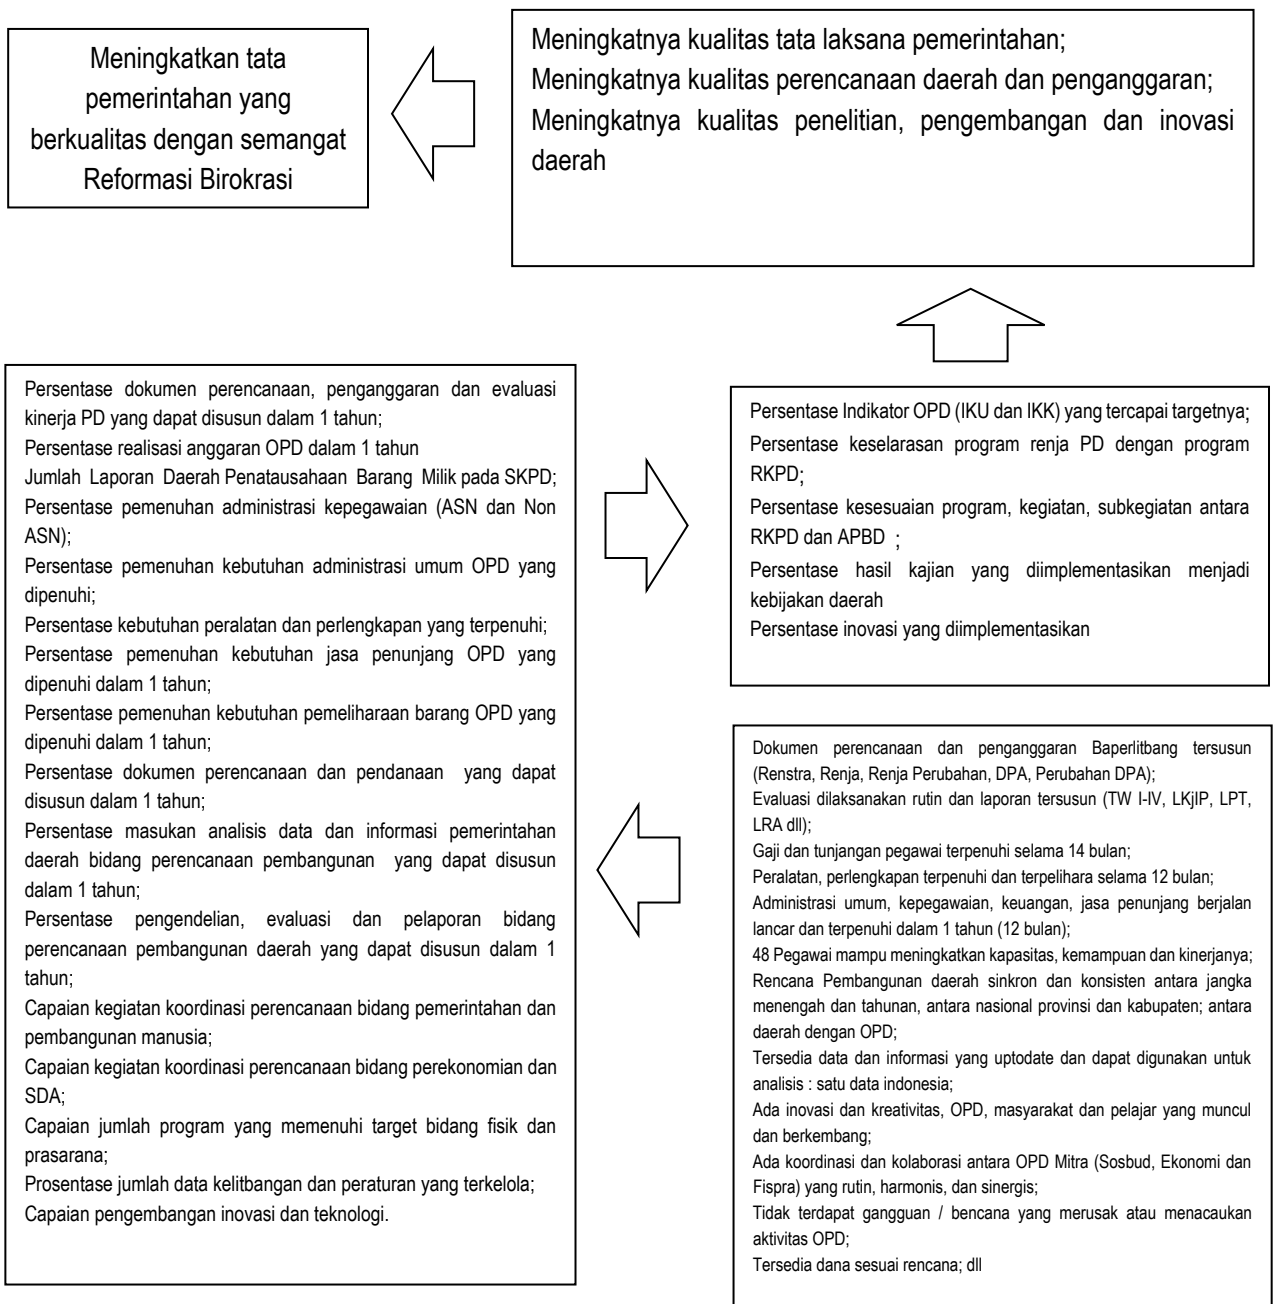 Meningkatkan tata
pemerintahan yang
berkualitas dengan semangat
Reformasi Birokrasi
Meningkatnya kualitas tata laksana pemerintahan;
Meningkatnya kualitas perencanaan daerah dan penganggaran;
Meningkatnya kualitas penelitian, pengembangan dan inovasi
daerah
Persentase dokumen perencanaan, penganggaran dan evaluasi
kinerja PD yang dapat disusun dalam 1 tahun;
Persentase realisasi anggaran OPD dalam 1 tahun
Jumlah Laporan Daerah Penatausahaan Barang Milik pada SKPD;
Persentase pemenuhan administrasi kepegawaian (ASN dan Non
ASN);
Persentase pemenuhan kebutuhan administrasi umum OPD yang
dipenuhi;
Persentase kebutuhan peralatan dan perlengkapan yang terpenuhi;
Persentase pemenuhan kebutuhan jasa penunjang OPD yang
dipenuhi dalam 1 tahun;
Persentase pemenuhan kebutuhan pemeliharaan barang OPD yang
dipenuhi dalam 1 tahun;
Persentase dokumen perencanaan dan pendanaan yang dapat
disusun dalam 1 tahun;
Persentase masukan analisis data dan informasi pemerintahan
daerah bidang perencanaan pembangunan yang dapat disusun
dalam 1 tahun;
Persentase pengendelian, evaluasi dan pelaporan bidang
perencanaan pembangunan daerah yang dapat disusun dalam 1
tahun;
Capaian kegiatan koordinasi perencanaan bidang pemerintahan dan
pembangunan manusia;
Capaian kegiatan koordinasi perencanaan bidang perekonomian dan
SDA;
Capaian jumlah program yang memenuhi target bidang fisik dan
prasarana;
Prosentase jumlah data kelitbangan dan peraturan yang terkelola;
Capaian pengembangan inovasi dan teknologi.
Persentase Indikator OPD (IKU dan IKK) yang tercapai targetnya;
Persentase keselarasan program renja PD dengan program
RKPD;
Persentase kesesuaian program, kegiatan, subkegiatan antara
RKPD dan APBD ;
Persentase hasil kajian yang diimplementasikan menjadi
kebijakan daerah
Persentase inovasi yang diimplementasikan
Dokumen perencanaan dan penganggaran Baperlitbang tersusun
(Renstra, Renja, Renja Perubahan, DPA, Perubahan DPA);
Evaluasi dilaksanakan rutin dan laporan tersusun (TW I-IV, LKjIP, LPT,
LRA dll);
Gaji dan tunjangan pegawai terpenuhi selama 14 bulan;
Peralatan, perlengkapan terpenuhi dan terpelihara selama 12 bulan;
Administrasi umum, kepegawaian, keuangan, jasa penunjang berjalan
lancar dan terpenuhi dalam 1 tahun (12 bulan);
48 Pegawai mampu meningkatkan kapasitas, kemampuan dan kinerjanya;
Rencana Pembangunan daerah sinkron dan konsisten antara jangka
menengah dan tahunan, antara nasional provinsi dan kabupaten; antara
daerah dengan OPD;
Tersedia data dan informasi yang uptodate dan dapat digunakan untuk
analisis : satu data indonesia;
Ada inovasi dan kreativitas, OPD, masyarakat dan pelajar yang muncul
dan berkembang;
Ada koordinasi dan kolaborasi antara OPD Mitra (Sosbud, Ekonomi dan
Fispra) yang rutin, harmonis, dan sinergis;
Tidak terdapat gangguan / bencana yang merusak atau menacaukan
aktivitas OPD;
Tersedia dana sesuai rencana; dll